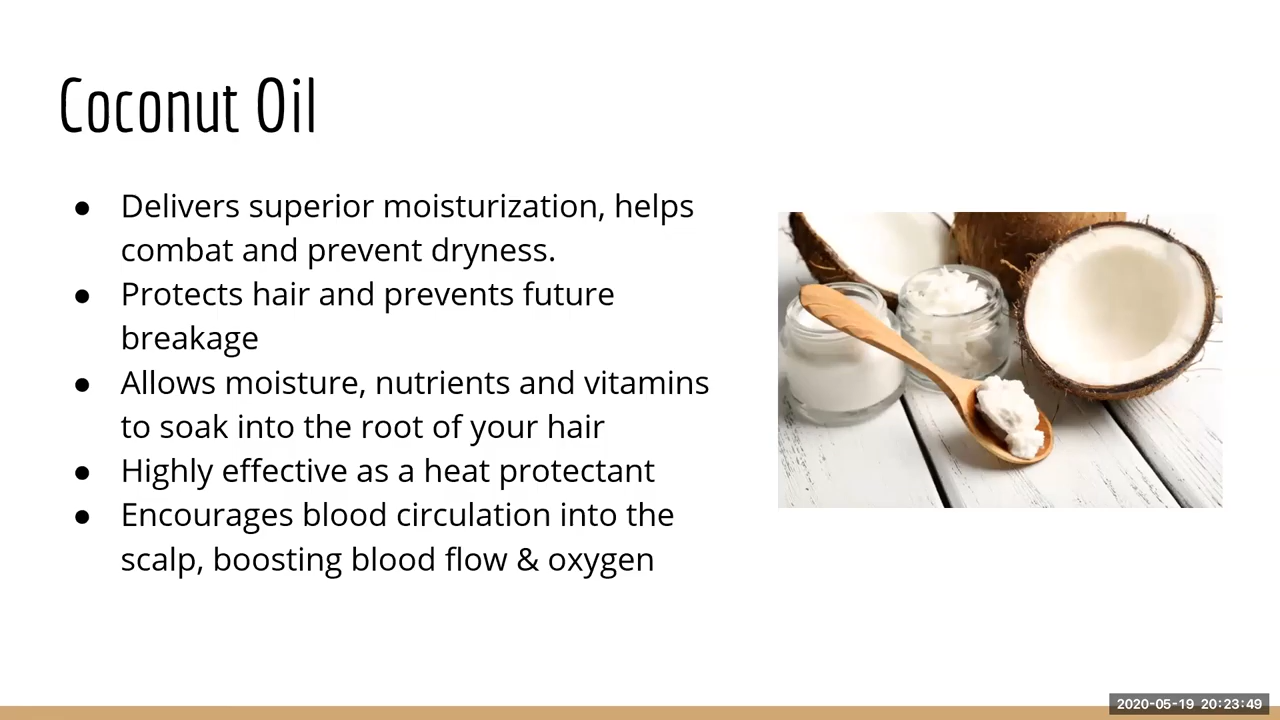 Coconut Oil
● Delivers superior moisturization, helps
combat and prevent dryness.
● Protects hair and prevents future
breakage
● Allows moisture, nutrients and vitamins
to soak into the root of your hair
● Highly effective as a heat protectant
● Encourages blood circulation into the
scalp, boosting blood flow & oxygen
2020-05-19 20:23:49